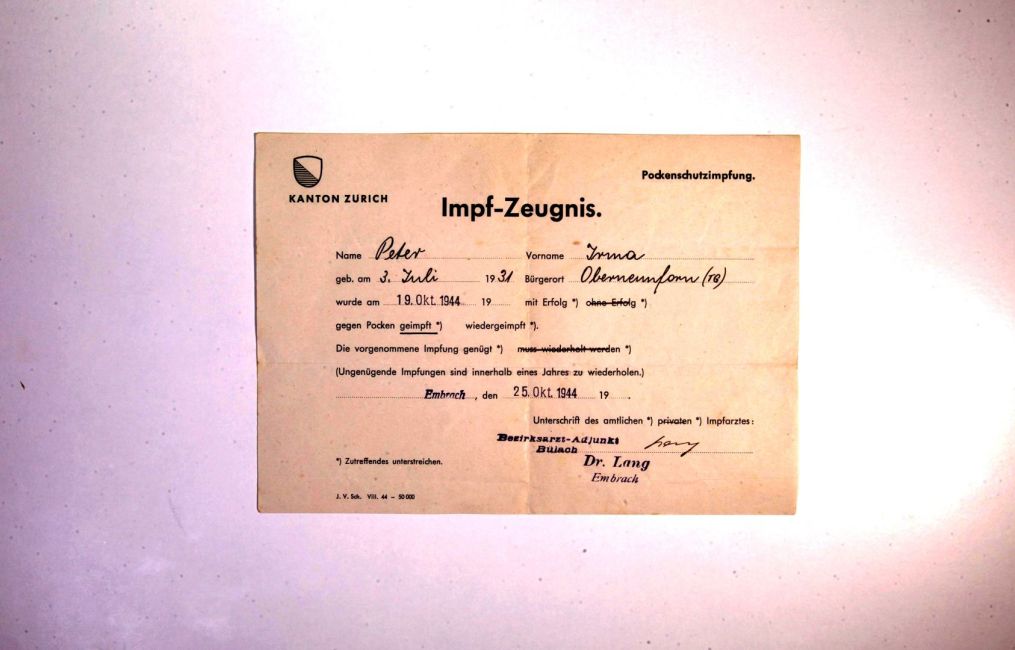 KANTON ZURICH
Pockenschutzimpfung.
Impf-Zeugnis.
Name Peter Vorname Irma
geb. am 3. Juli 1931 Bürgerort Oberneunforn (TG)
wurde am 19. Okt. 1944 19 mit Erfolg *) ohne Erfolg *)
gegen Pocken geimpft *) wiedergeimpft *).
Die vorgenommene Impfung genügt *) muss wiederholt werden *)
(Ungenügende Impfungen sind innerhalb eines Jahres zu wiederholen.)
Embrach, den 25. Okt. 1944 19 .
Unterschrift des amtlichen *) privaten *) Impfarztes:
Bezirksarzt-Adjunkt Lang
Bülach
*) Zutreffendes unterstreichen. Dr. Lang
Embrach
J. V. Sch. VIII. 44 – 50 000